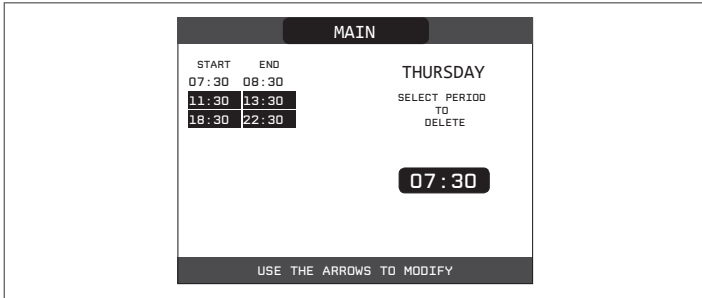 MAIN
START END
07:30 08:30
11:30 13:30
18:30 22:30
THURSDAY
SELECT PERIOD
TO
DELETE
07:30
USE THE ARROWS TO MODIFY